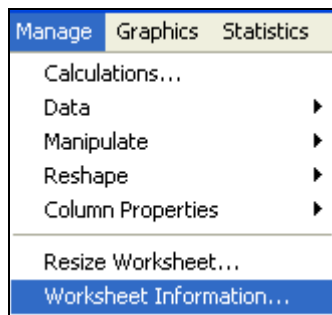 Manage Graphics Statistics
Calculations...
Data
Manipulate
Reshape
Column Properties
Resize Worksheet...
Worksheet Information...